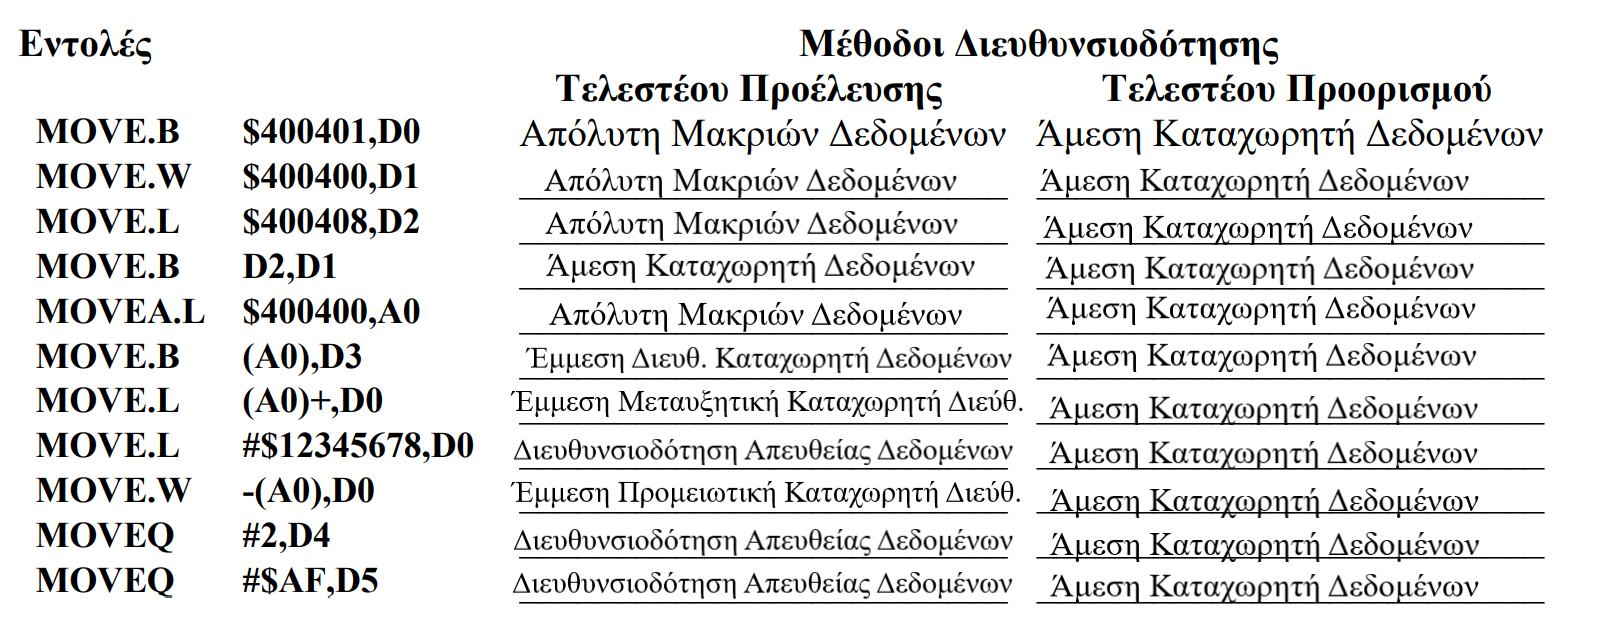 Εντολές Μέθοδοι Διευθυνσιοδότησης
Τελεστέου Προέλευσης Τελεστέου Προορισμού
MOVE.B $400401,D0 Απόλυτη Μακριών Δεδομένων Άμεση Καταχωρητή Δεδομένων
MOVE.W $400400,D1 Απόλυτη Μακριών Δεδομένων Άμεση Καταχωρητή Δεδομένων
MOVE.L $400408,D2 Απόλυτη Μακριών Δεδομένων Άμεση Καταχωρητή Δεδομένων
MOVE.B D2,D1 Άμεση Καταχωρητή Δεδομένων Άμεση Καταχωρητή Δεδομένων
MOVEA.L $400400,A0 Απόλυτη Μακριών Δεδομένων Άμεση Καταχωρητή Δεδομένων
MOVE.B (A0),D3 Έμμεση Διευθ. Καταχωρητή Δεδομένων Άμεση Καταχωρητή Δεδομένων
MOVE.L (A0)+,D0 Έμμεση Μεταυξητική Καταχωρητή Διεύθ. Άμεση Καταχωρητή Δεδομένων
MOVE.L #$12345678,D0 Διευθυνσιοδότηση Απευθείας Δεδομένων Άμεση Καταχωρητή Δεδομένων
MOVE.W -(A0),D0 Έμμεση Προμειωτική Καταχωρητή Διεύθ. Άμεση Καταχωρητή Δεδομένων
MOVEQ #2,D4 Διευθυνσιοδότηση Απευθείας Δεδομένων Άμεση Καταχωρητή Δεδομένων
MOVEQ #$AF,D5 Διευθυνσιοδότηση Απευθείας Δεδομένων Άμεση Καταχωρητή Δεδομένων